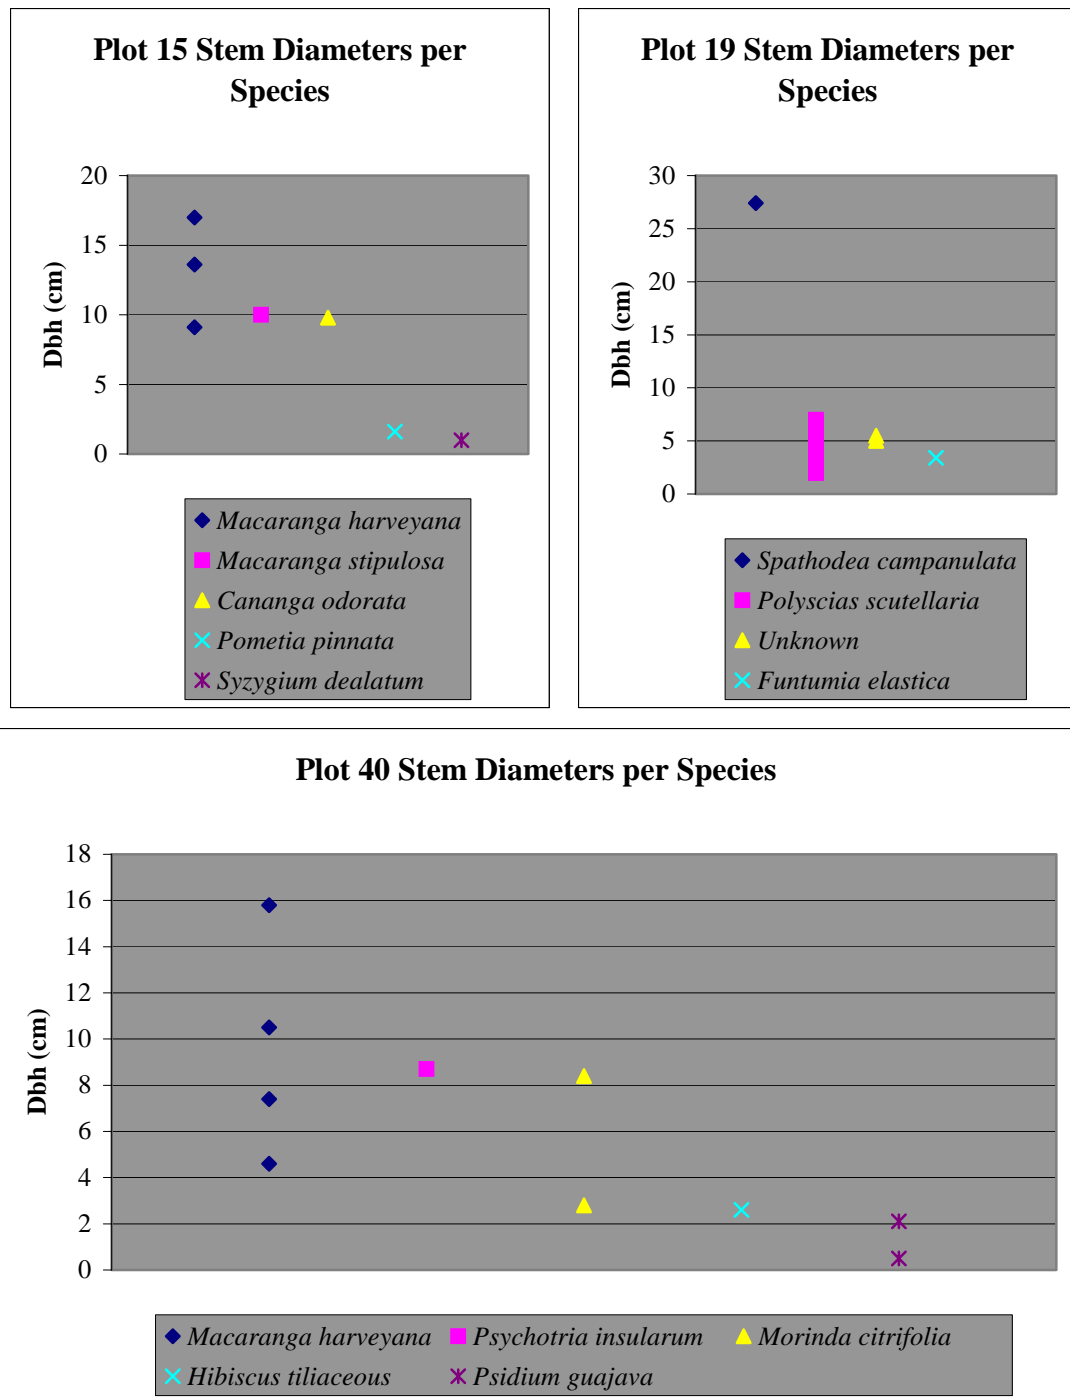 Plot 15 Stem Diameters per
Species
20
15
10
5
0
Dbh (cm)
Macaranga harveyana
Macaranga stipulosa
Cananga odorata
Pometia pinnata
Syzygium dealatum
Plot 19 Stem Diameters per
Species
30
25
20
15
10
5
0
Dbh (cm)
Spathodea campanulata
Polyscias scutellaria
Unknown
Funtumia elastica
Plot 40 Stem Diameters per Species
18
16
14
12
10
8
6
4
2
0
Dbh (cm)
Macaranga harveyana Psychotria insularum Morinda citrifolia
Hibiscus tiliaceous Psidium guajava